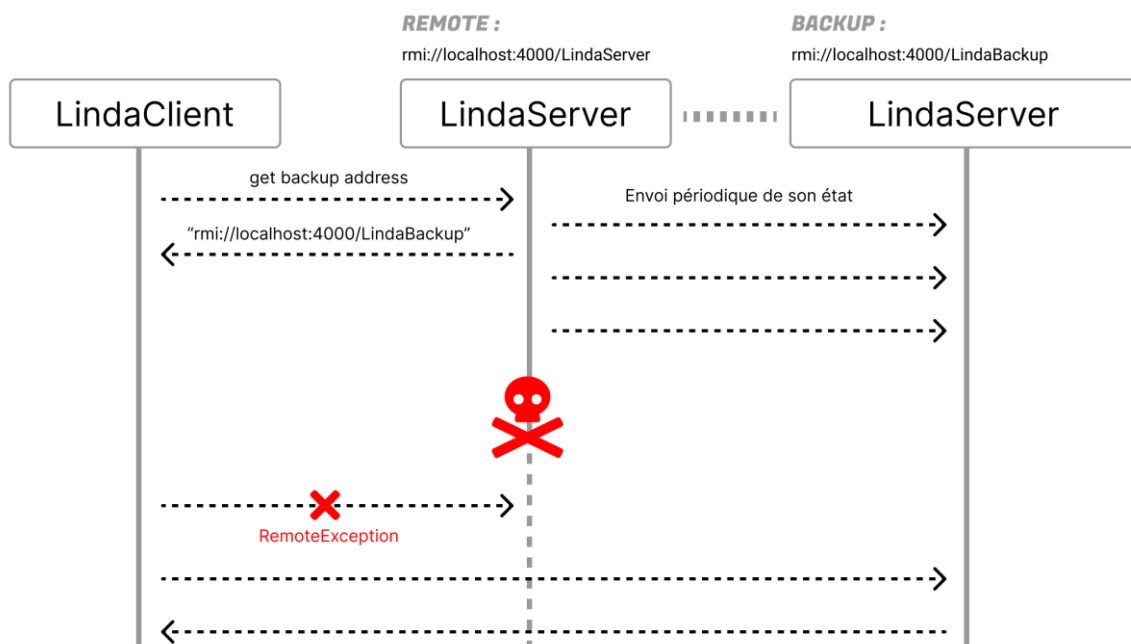 REMOTE :
rmi://localhost:4000/LindaServer
BACKUP :
rmi://localhost:4000/LindaBackup
LindaClient
LindaServer
LindaServer
get backup address
Envoi périodique de son état
“rmi://localhost:4000/LindaBackup”
RemoteException